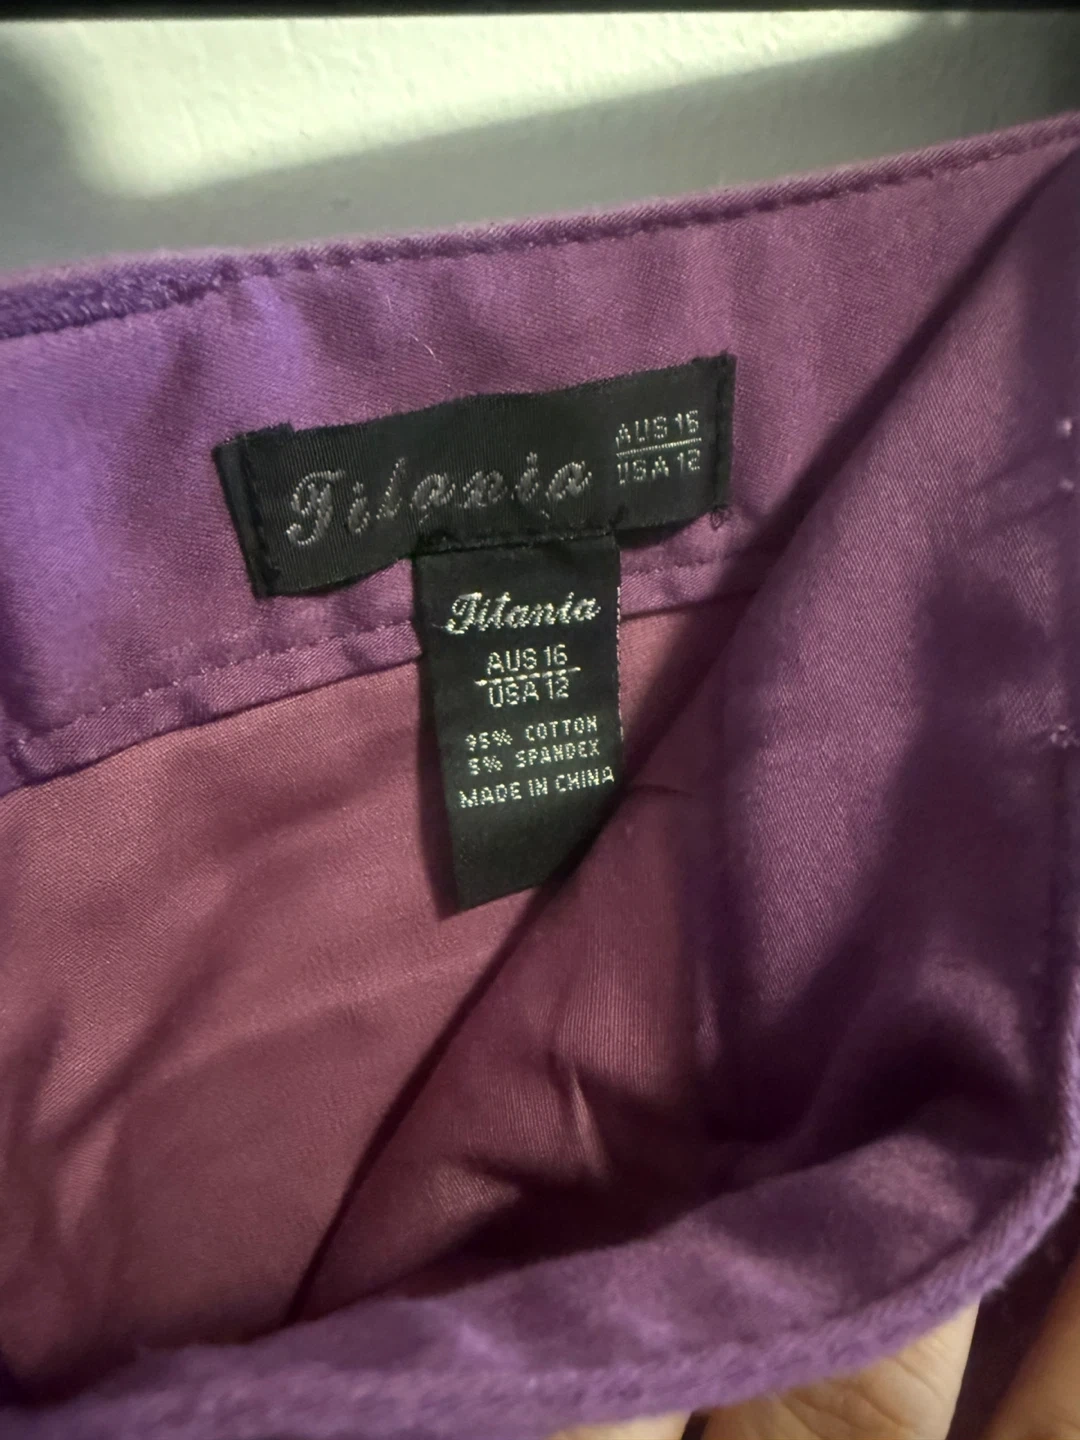 Titania
AUS 16
USA 12
Titania
AUS 16
USA 12
95% COTTON
5% SPANDEX
MADE IN CHINA